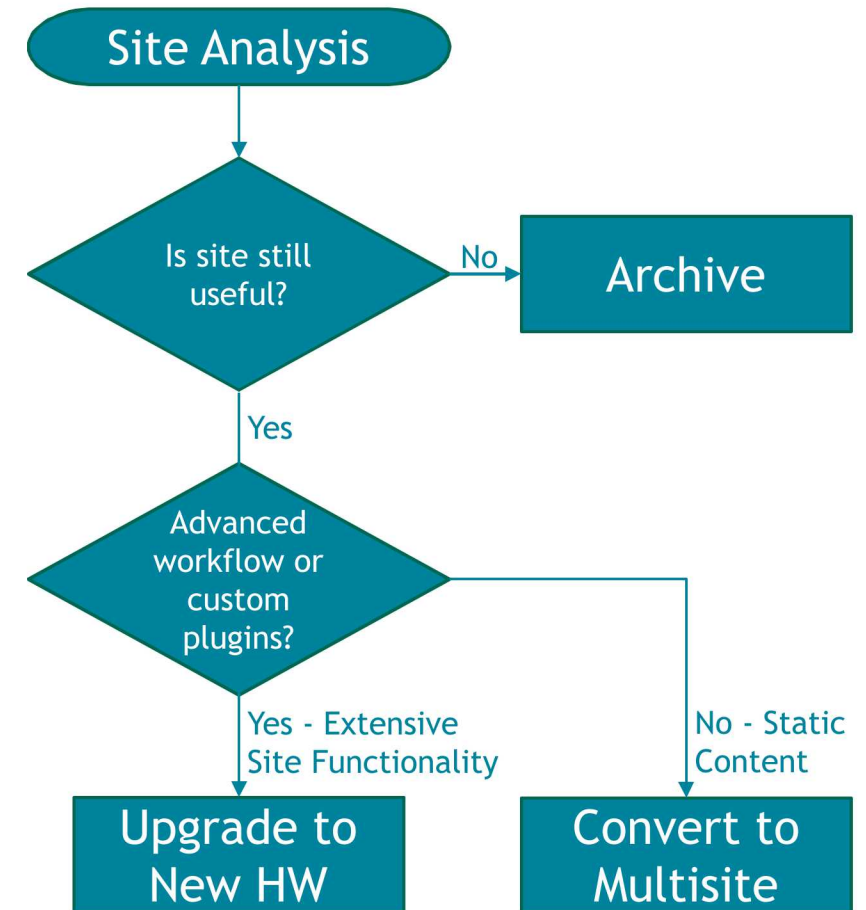 Site Analysis
Is site still
useful?
No
Archive
Yes
Advanced
workflow or
custom
plugins?
Yes - Extensive
Site Functionality
No - Static
Content
Upgrade to
New HW
Convert to
Multisite